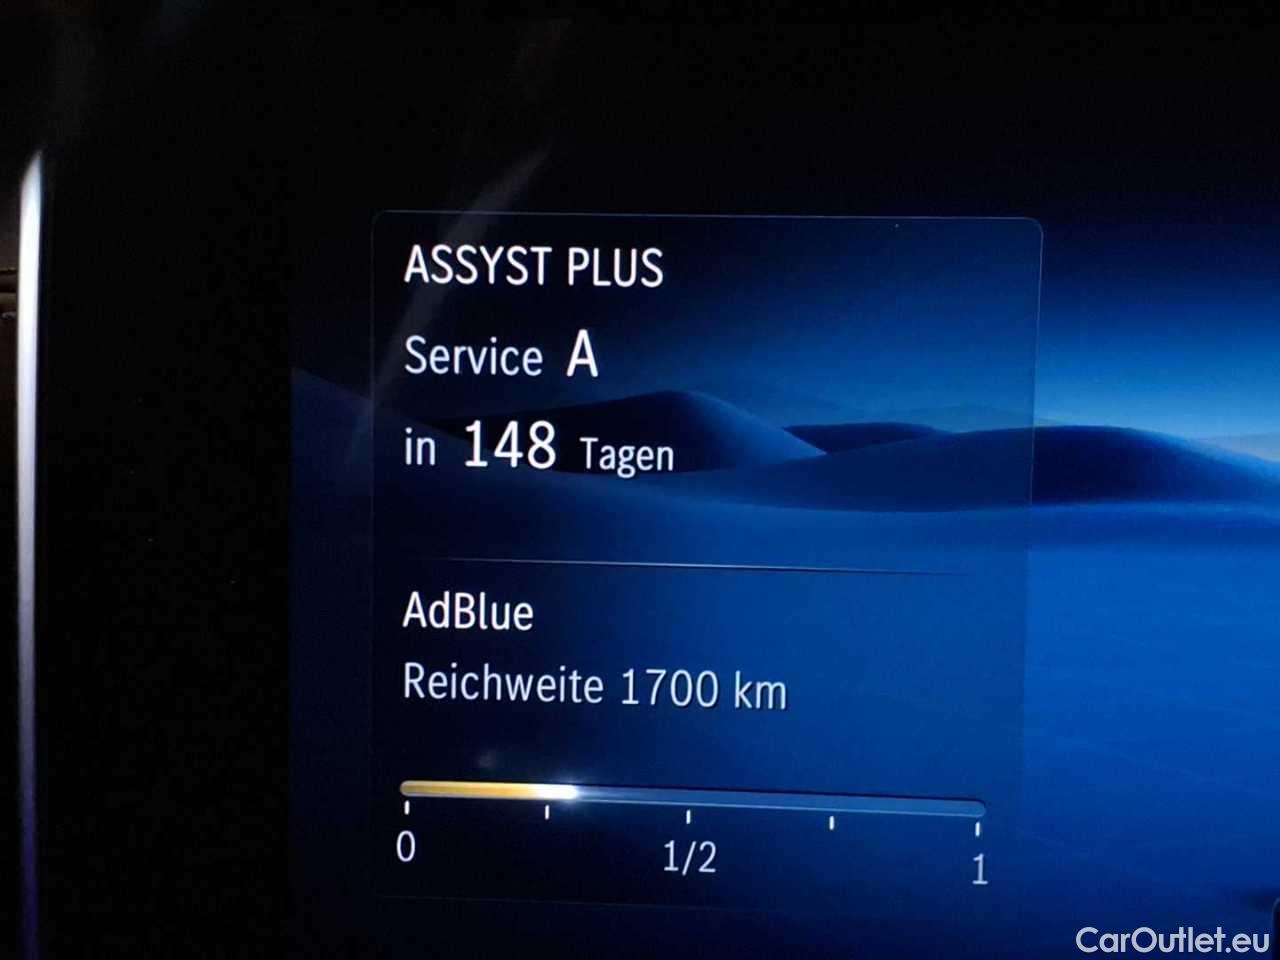 ASSYST PLUS
Service A
in 148 Tagen
AdBlue
Reichweite 1700 km
0 1/2 1
CarOutlet.eu